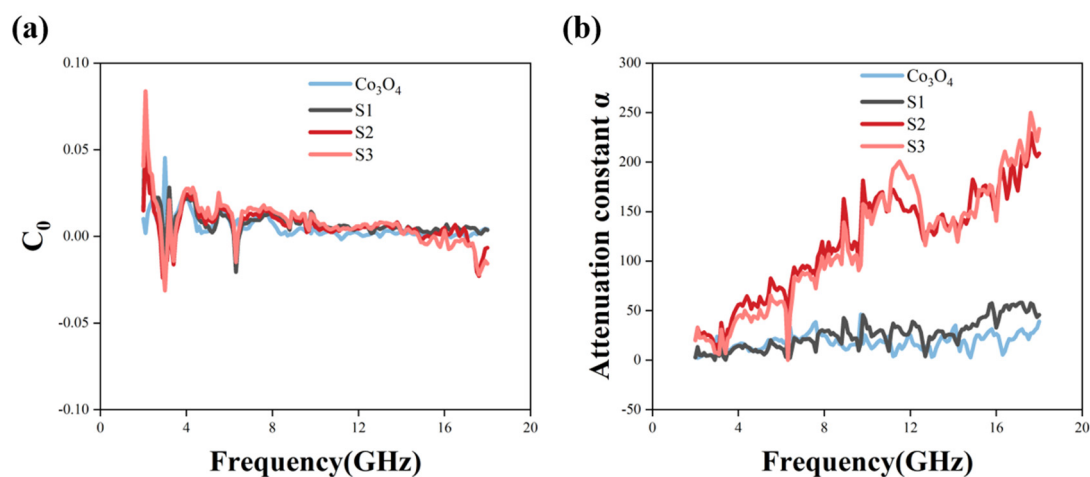 (a)
C₀
0.10
0.05
0.00
-0.05
-0.10
Co₃O₄
S1
S2
S3
0 4 8 12 16 20
Frequency(GHz)
(b)
Attenuation constant α
300
250
200
150
100
50
0
-50
Co₃O₄
S1
S2
S3
0 4 8 12 16 20
Frequency(GHz)